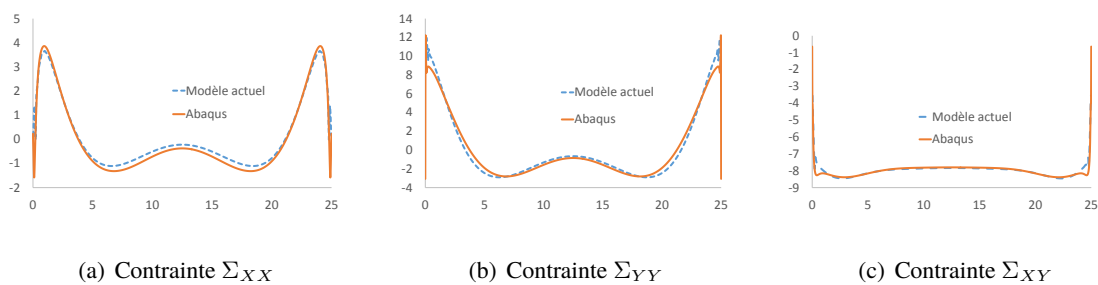 5
4
3
2
1
0
-1
-2
0 5 10 15 20 25
Modèle actuel
Abaqus
14
12
10
8
6
4
2
0
-2
-4
0 5 10 15 20 25
Modèle actuel
Abaqus
0
-1
-2
-3
-4
-5
-6
-7
-8
-9
0 5 10 15 20 25
Modèle actuel
Abaqus
(a) Contrainte Σ_XX
(b) Contrainte Σ_YY
(c) Contrainte Σ_XY